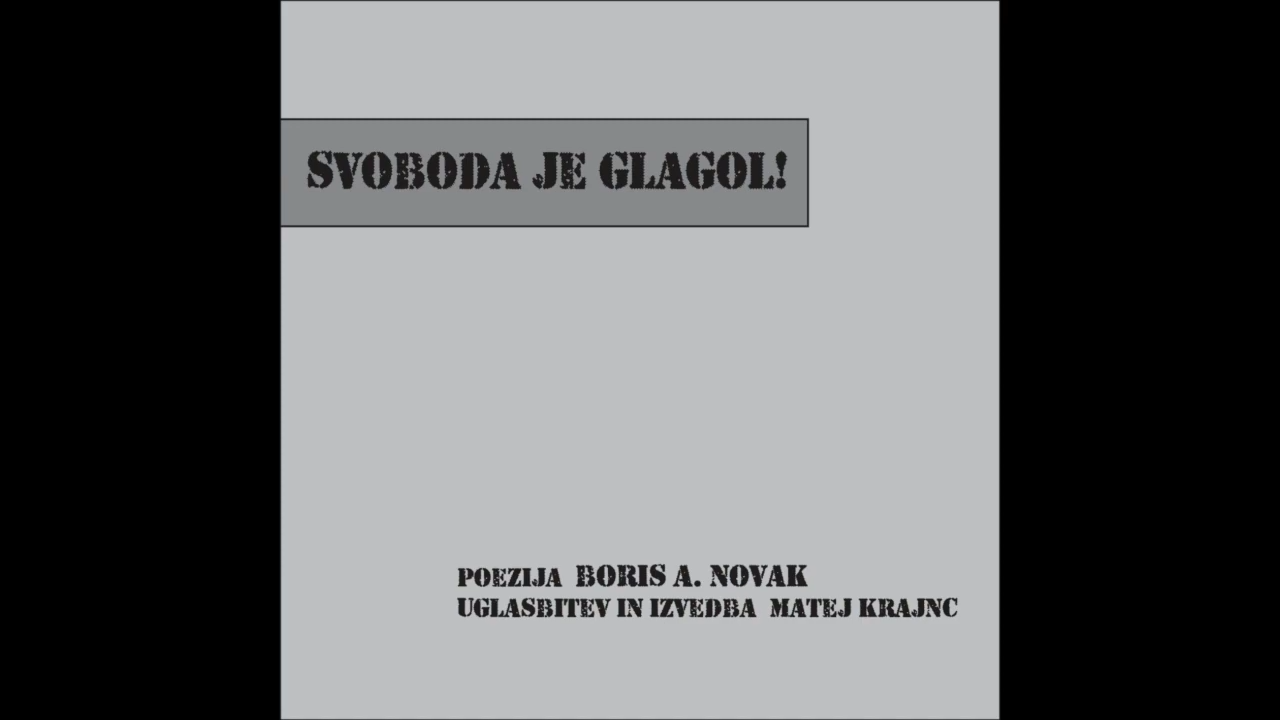 SVOBODA JE GLAGOL!
POEZIJA BORIS A. NOVAK
UGLASBITEV IN IZVEDBA MATEJ KRAJNC